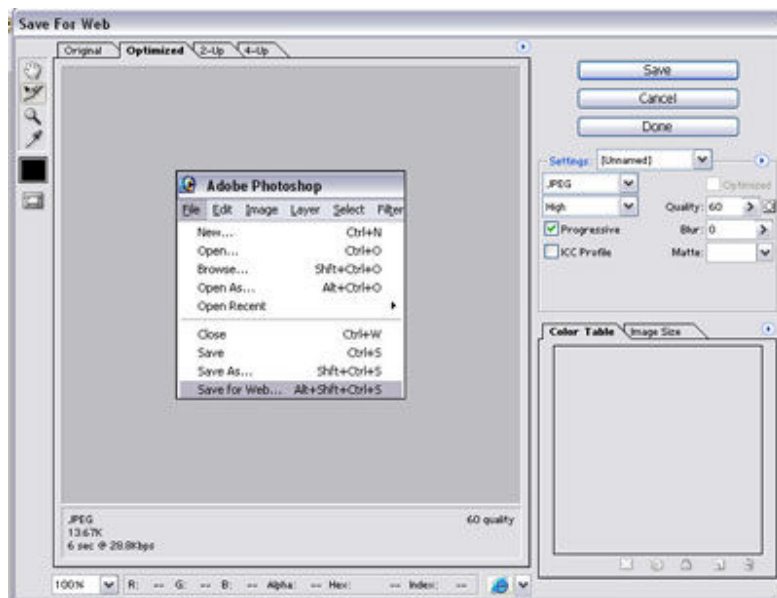 Save For Web
Original Optimized 2-Up 4-Up
Save
Cancel
Done
Settings: [Unnamed]
JPEG Optimized
High Quality: 60
Progressive Blur: 0
ICC Profile Matte:
Adobe Photoshop
File Edit Image Layer Select Filter
New... Ctrl+N
Open... Ctrl+O
Browse... Shft+Ctrl+O
Open As... Alt+Ctrl+O
Open Recent
Close Ctrl+W
Save Ctrl+S
Save As... Shft+Ctrl+S
Save for Web... Alt+Shft+Ctrl+S
Color Table Image Size
JPEG 60 quality
13.67K
6 sec @ 28.8Kbps
100% R: -- G: -- B: -- Alpha: -- Hex: -- Index: --